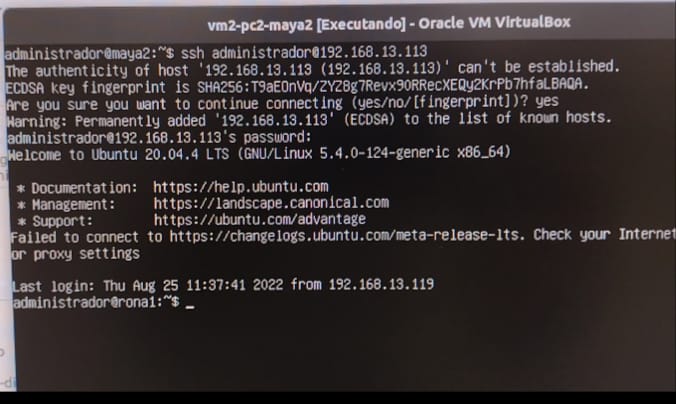 vm2-pc2-maya2 [Executando] - Oracle VM VirtualBox
administrador@maya2:~$ ssh administrador@192.168.13.113
The authenticity of host '192.168.13.113 (192.168.13.113)' can't be established.
ECDSA key fingerprint is
Are you sure you want to continue connecting (yes/no/[fingerprint])? yes
Warning: Permanently added '192.168.13.113' (ECDSA) to the list of known hosts.
administrador@192.168.13.113's password:
Welcome to Ubuntu 20.04.4 LTS (GNU/Linux 5.4.0-124-generic x86_64)
* Documentation: https://help.ubuntu.com
* Management: https://landscape.canonical.com
* Support: https://ubuntu.com/advantage
Failed to connect to https://changelogs.ubuntu.com/meta-release-lts. Check your Internet
or proxy settings
Last login: Thu Aug 25 11:37:41 2022 from 192.168.13.119
administrador@rona1:~$ _